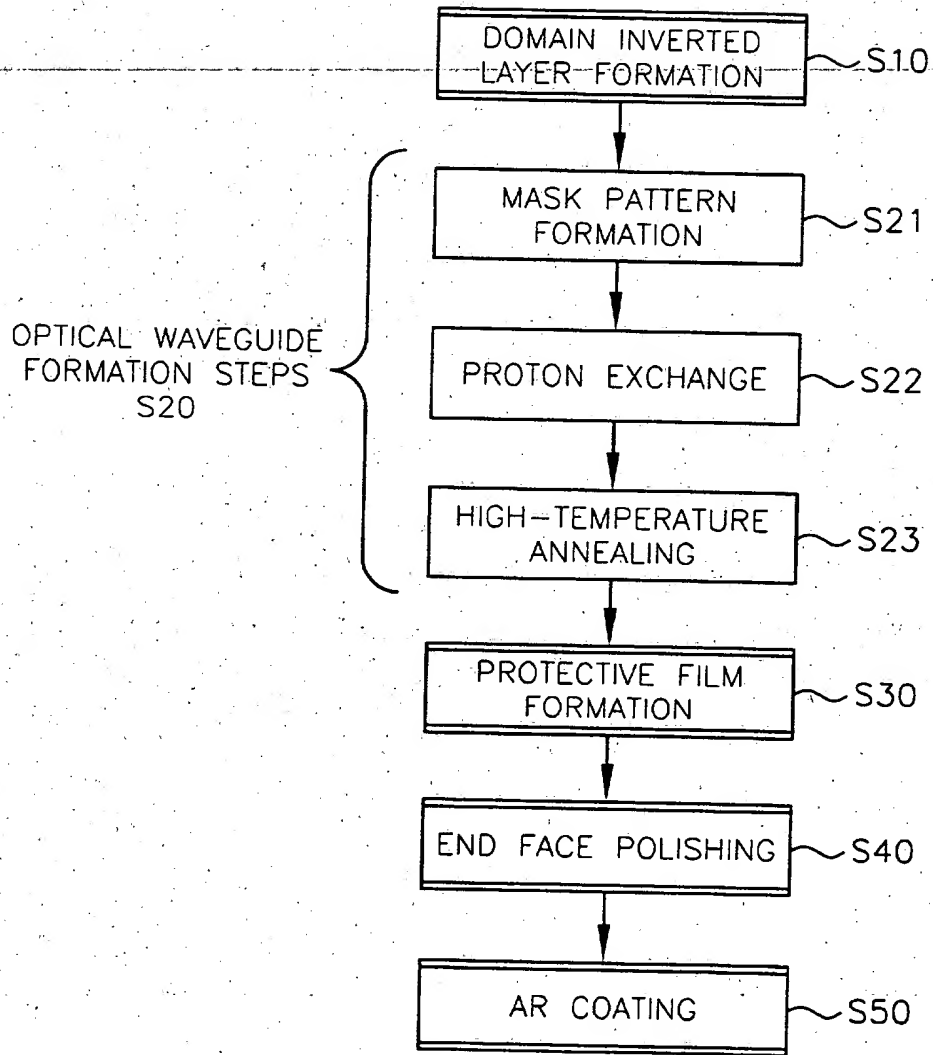 DOMAIN INVERTED
LAYER FORMATION
S10
MASK PATTERN
FORMATION
S21
OPTICAL WAVEGUIDE
FORMATION STEPS
S20
PROTON EXCHANGE
S22
HIGH-TEMPERATURE
ANNEALING
S23
PROTECTIVE FILM
FORMATION
S30
END FACE POLISHING
S40
AR COATING
S50